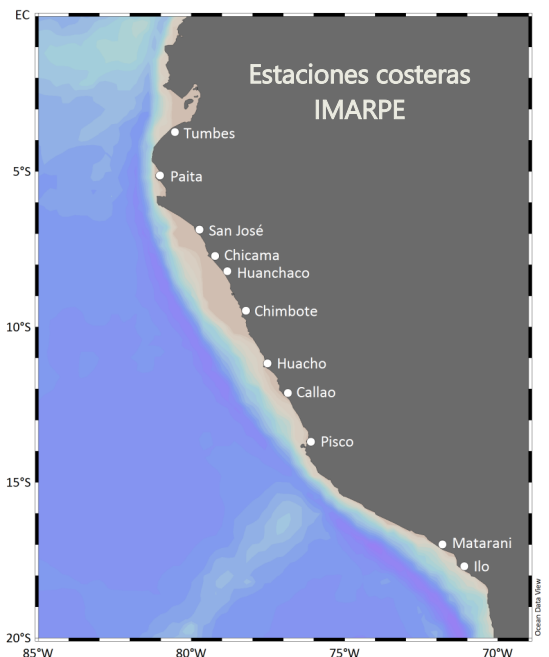 EC
Estaciones costeras
IMARPE
Tumbes
5°S
Paita
San José
Chicama
Huanchaco
10°S
Chimbote
Huacho
Callao
Pisco
15°S
Matarani
Ilo
20°S
85°W
80°W
75°W
70°W
Ocean Data View